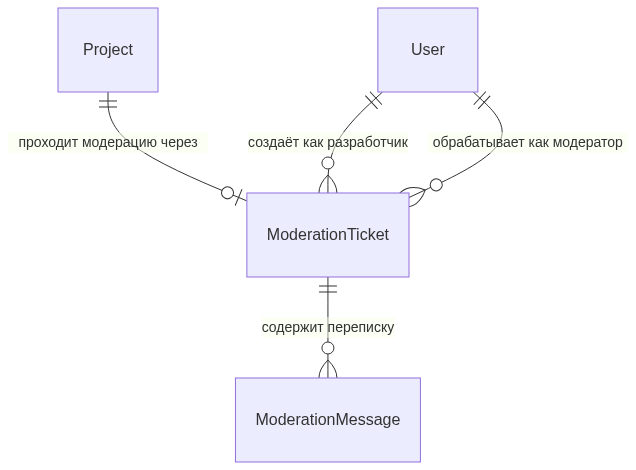 Project
User
проходит модерацию через
создаёт как разработчик
обрабатывает как модератор
ModerationTicket
содержит переписку
ModerationMessage